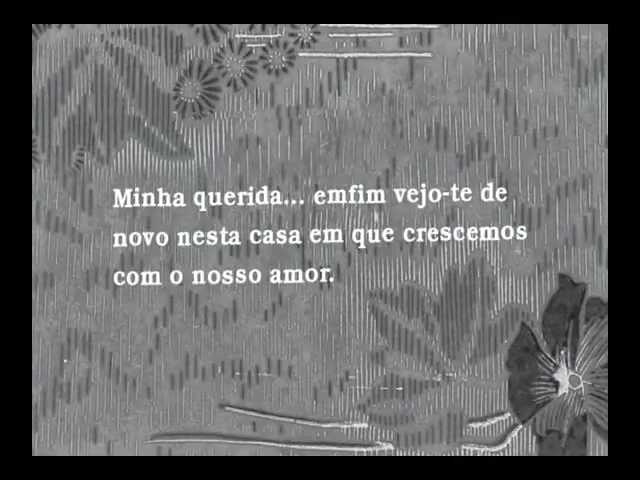 Minha querida... emfim vejo-te de
novo nesta casa em que crescemos
com o nosso amor.